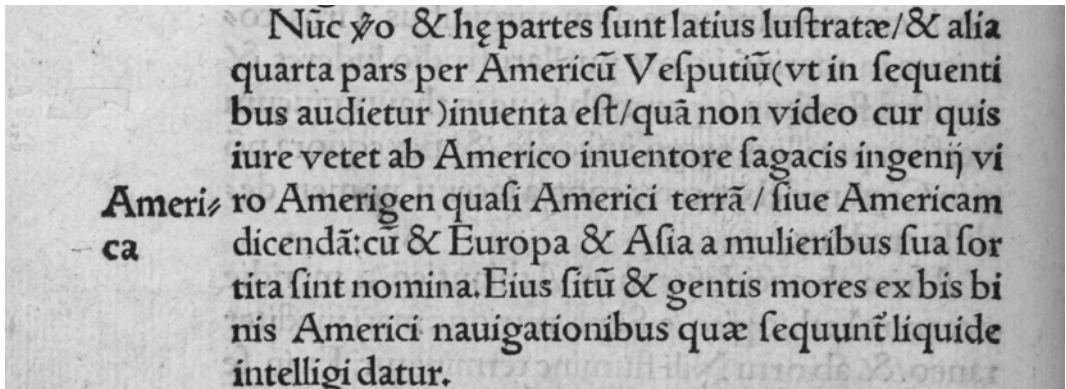 Nũc ꝟo & hę partes ſunt latius luſtratæ/& alia
quarta pars per Americũ Veſputiũ(vt in ſequenti
bus audietur )inuenta eſt/quã non video cur quis
iure vetet ab Americo inuentore ſagacis ingenij vi
Ameri⸗ ro Amerigen quaſi Americi terrã / ſiue Americam
ca dicendã:cũ & Europa & Aſia a mulieribus ſua ſor
tita ſint nomina.Eius ſitũ & gentis mores ex bis bi
nis Americi nauigationibus quæ ſequunt̃ liquide
intelligi datur.